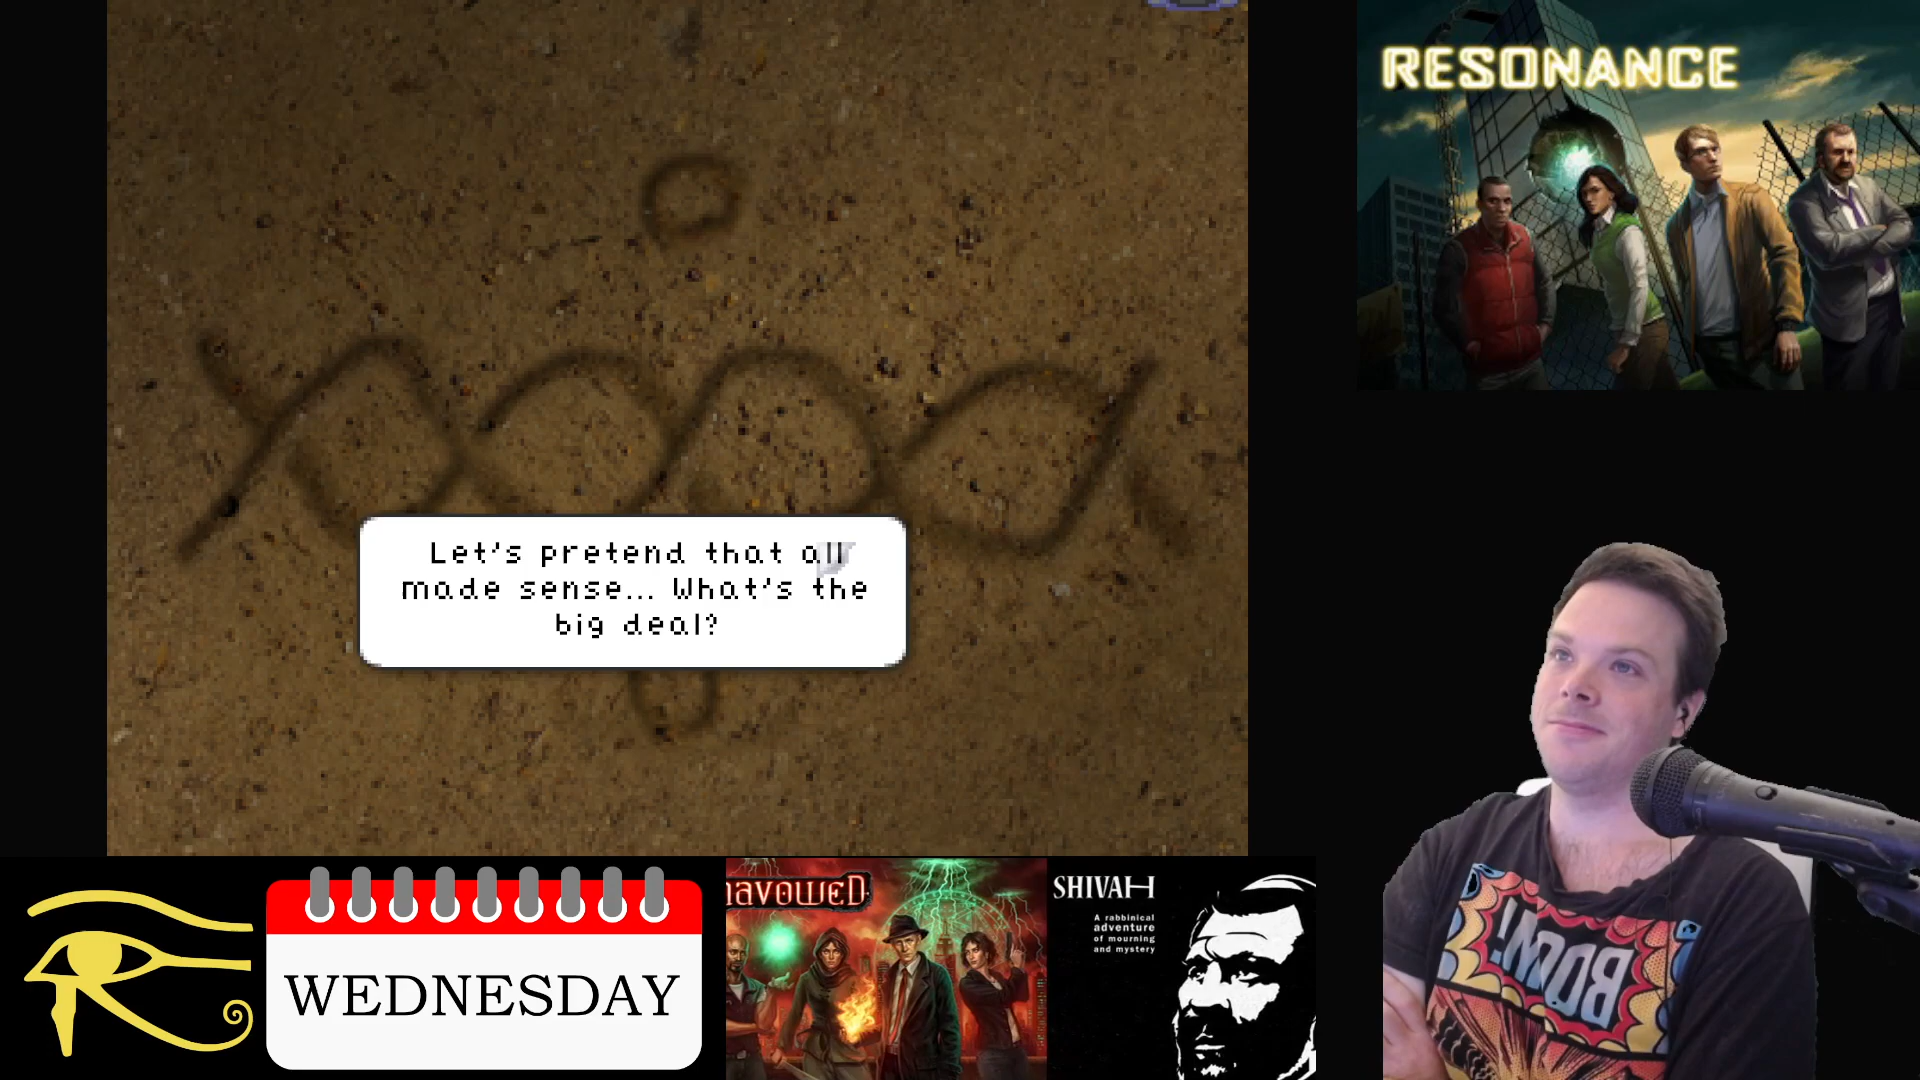 RESONANCE
Let's pretend that all
made sense... What's the
big deal?
WEDNESDAY
NAVOWED
SHIVAH
A rabbinical
adventure
of mourning
and mystery
BOOM!